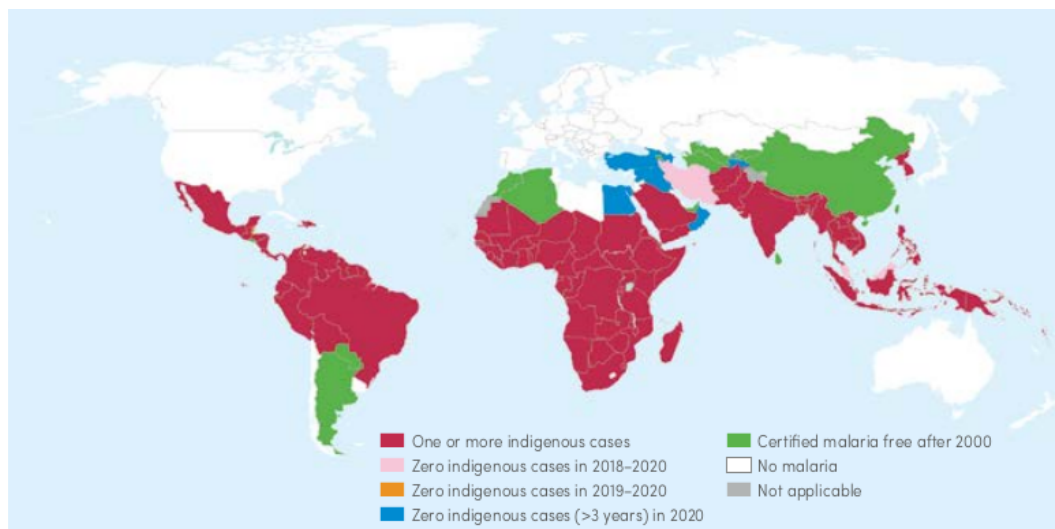 One or more indigenous cases
Zero indigenous cases in 2018–2020
Zero indigenous cases in 2019–2020
Zero indigenous cases (>3 years) in 2020
Certified malaria free after 2000
No malaria
Not applicable